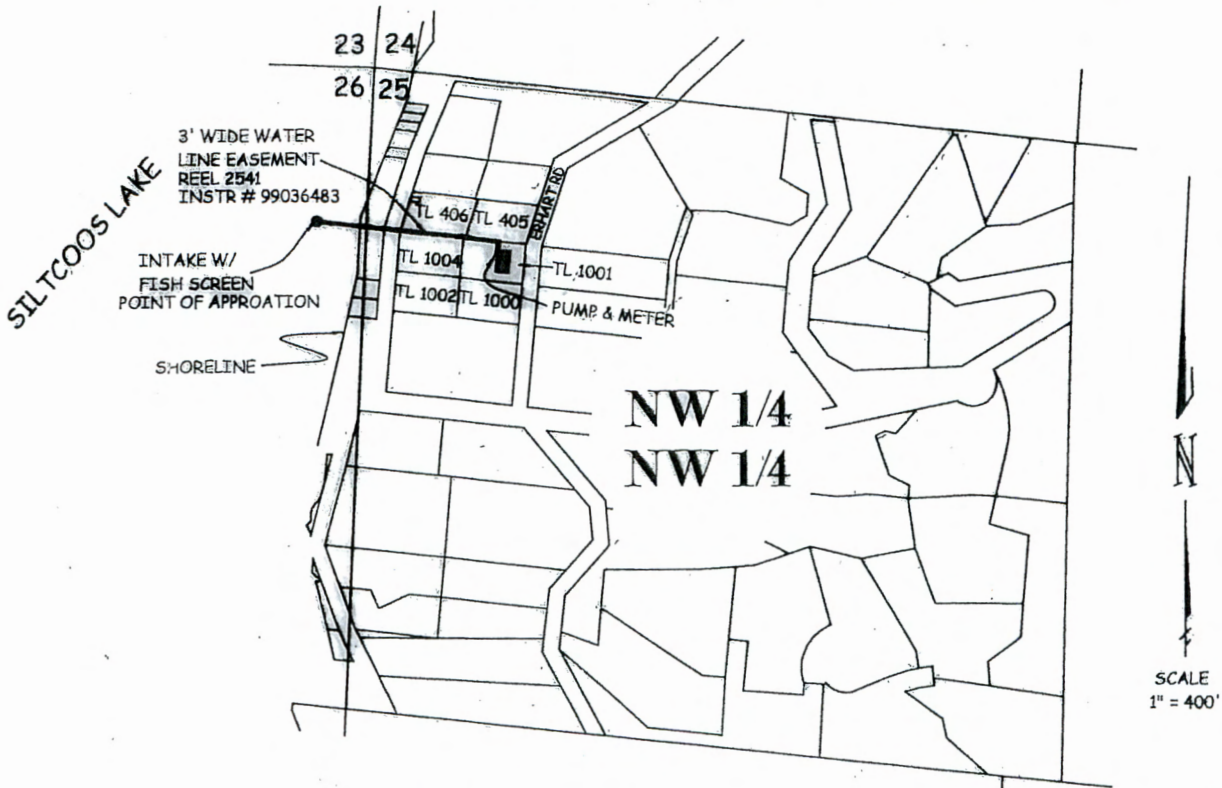 23 24
26 25
3' WIDE WATER
LINE EASEMENT
REEL 2541
INSTR # 99036483
SILTCOOS LAKE
ERHART RD
TL 406 TL 405
INTAKE W/
FISH SCREEN
POINT OF APPROATION
TL 1004
TL 1001
TL 1002 TL 1000
PUMP & METER
SHORELINE
NW 1/4
NW 1/4
N
SCALE
1" = 400'